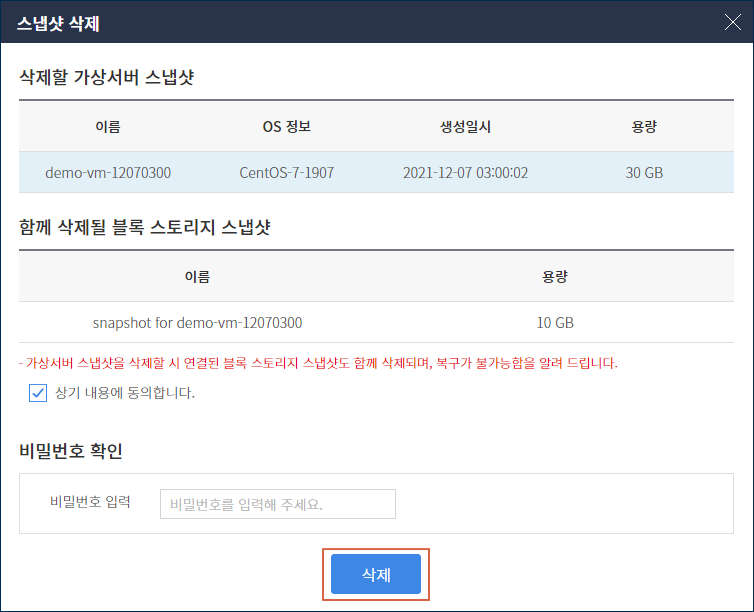 스냅샷 삭제
삭제할 가상서버 스냅샷
이름 OS 정보 생성일시 용량
demo-vm-12070300 CentOS-7-1907 2021-12-07 03:00:02 30 GB
함께 삭제될 블록 스토리지 스냅샷
이름 용량
snapshot for demo-vm-12070300 10 GB
- 가상서버 스냅샷을 삭제할 시 연결된 블록 스토리지 스냅샷도 함께 삭제되며, 복구가 불가능함을 알려 드립니다.
상기 내용에 동의합니다.
비밀번호 확인
비밀번호 입력 비밀번호를 입력해 주세요.
삭제